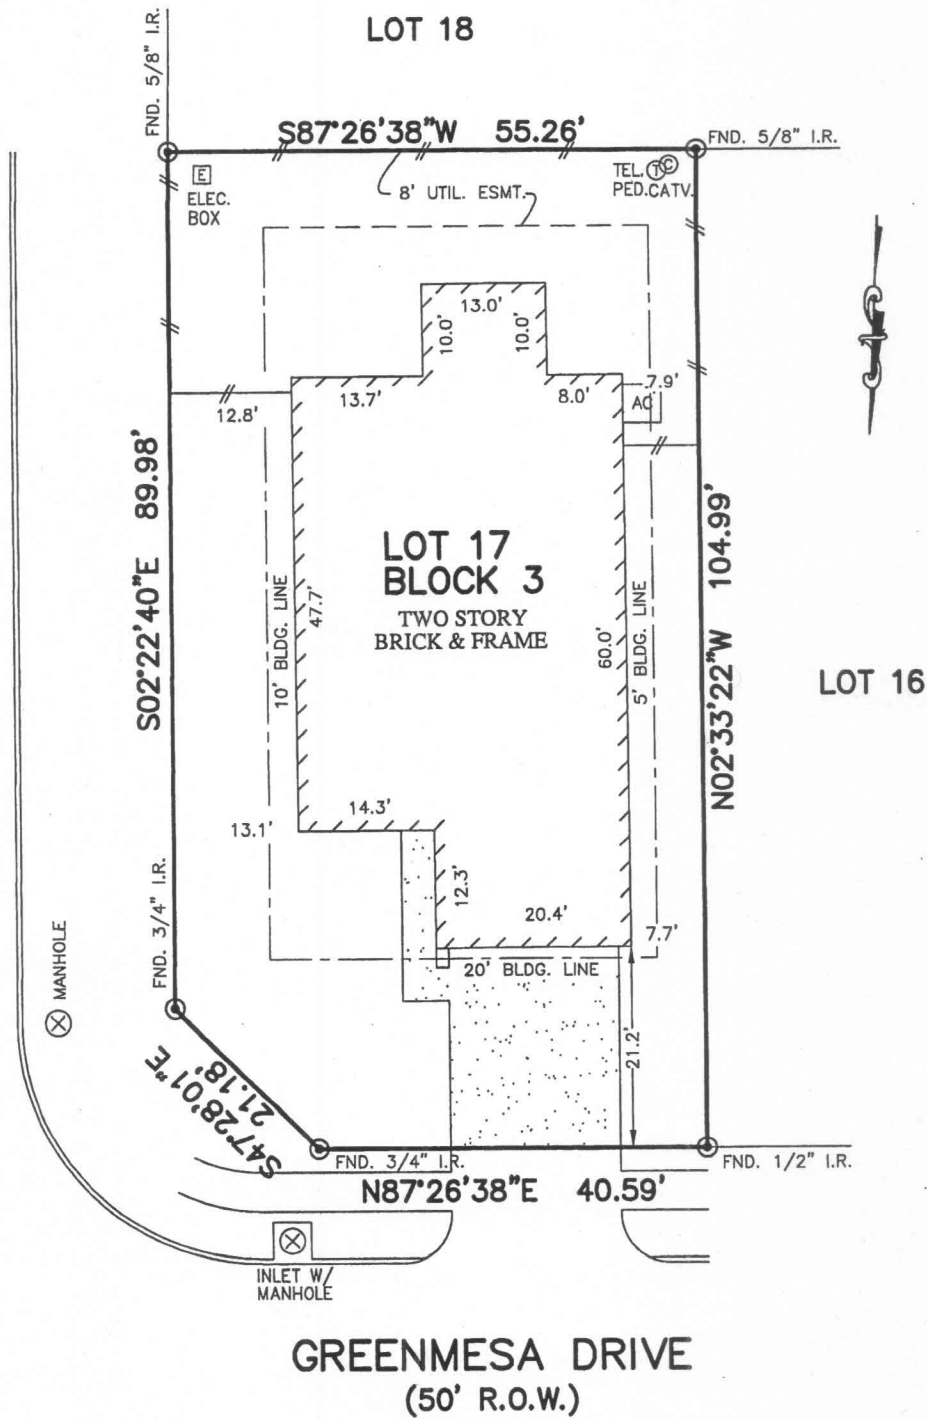 LOT 18
FND. 5/8" I.R.
S87°26'38"W 55.26'
FND. 5/8" I.R.
E
ELEC.
BOX
8' UTIL. ESMT.
TEL. T C
PED.CATV.
13.0'
10.0'
10.0'
13.7'
8.0'
7.9'
AC
12.8'
S02°22'40"E 89.98'
LOT 17
BLOCK 3
TWO STORY
BRICK & FRAME
10' BLDG. LINE
47.7'
60.0'
5' BLDG. LINE
N02°33'22"W 104.99'
LOT 16
14.3'
13.1'
12.3'
20.4'
7.7'
20' BLDG. LINE
FND. 3/4" I.R.
MANHOLE
21.2'
S47°28'01"E
21.18'
FND. 3/4" I.R.
FND. 1/2" I.R.
N87°26'38"E 40.59'
INLET W/
MANHOLE
GREENMESA DRIVE
(50' R.O.W.)